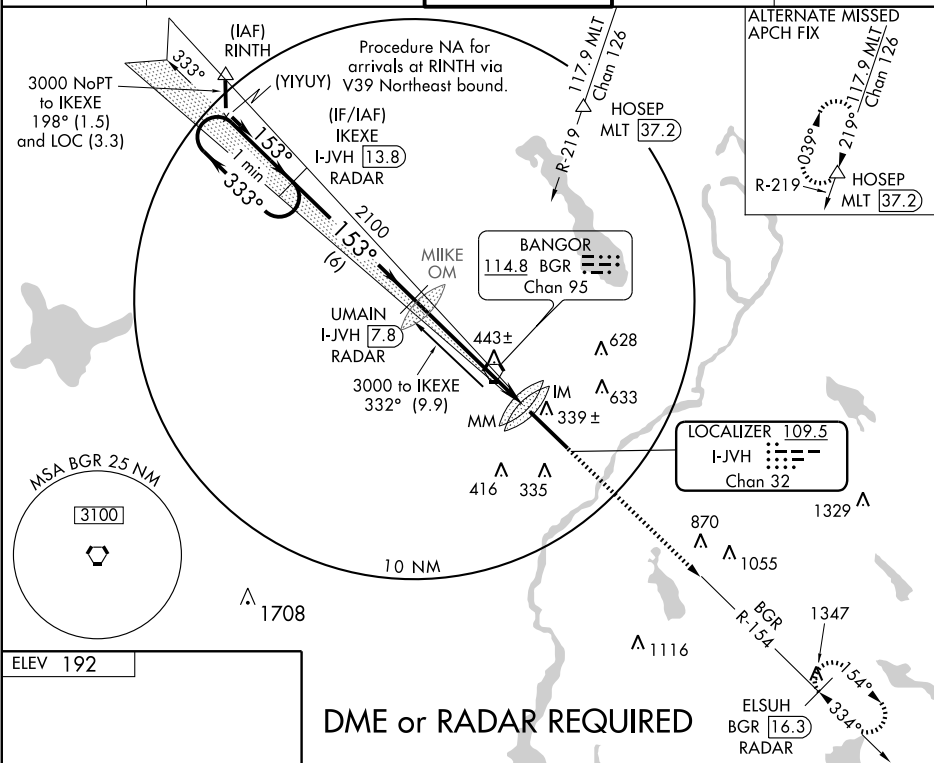 (IAF)
RINTH
333°
3000 NoPT
to IKEXE
198° (1.5)
and LOC (3.3)
(YIYUY)
Procedure NA for
arrivals at RINTH via
V39 Northeast bound.
(IF/IAF)
IKEXE
I-JVH 13.8
RADAR
153°
1 min
333°
117.9 MLT
Chan 126
HOSEP
MLT 37.2
R-219
ALTERNATE MISSED
APCH FIX
117.9 MLT
Chan 126
039°
219°
R-219
HOSEP
MLT 37.2
2100
153°
(6)
MIIKE
OM
BANGOR
114.8 BGR
Chan 95
UMAIN
I-JVH 7.8
RADAR
443±
628
3000 to IKEXE
332° (9.9)
633
IM
MM
339±
LOCALIZER 109.5
I-JVH
Chan 32
416
335
1329
MSA BGR 25 NM
3100
870
1055
10 NM
1708
BGR
R-154
1347
1116
154°
334°
ELSUH
BGR 16.3
RADAR
ELEV 192
DME or RADAR REQUIRED